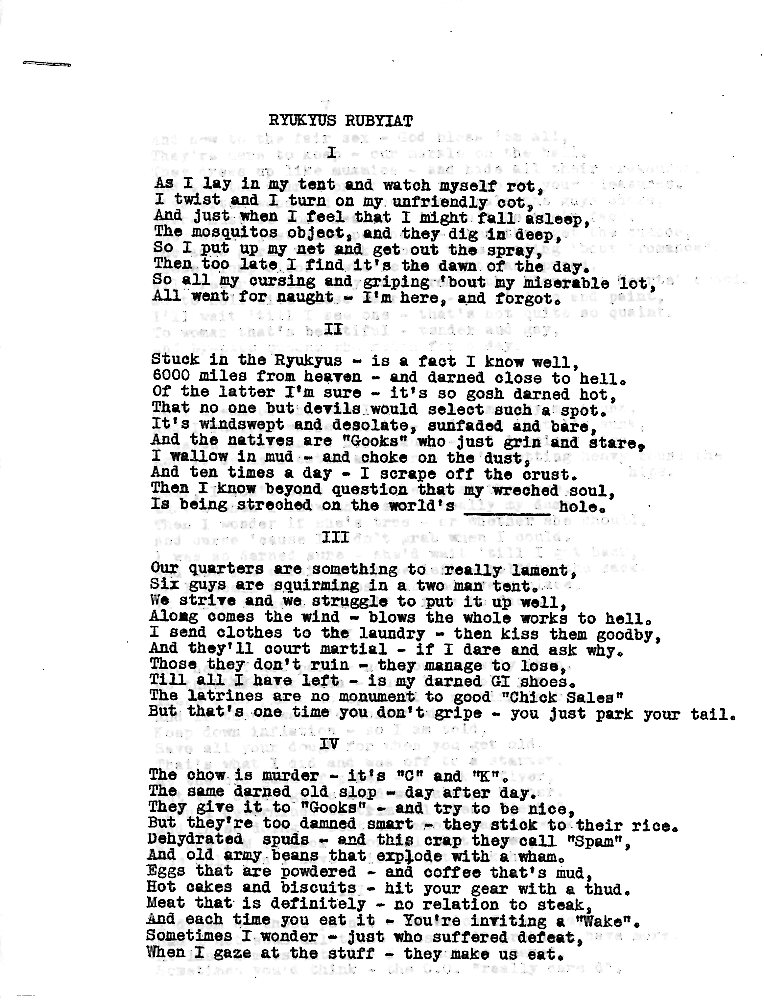 RYUKYUS RUBYIAT
I
As I lay in my tent and watch myself rot,
I twist and I turn on my unfriendly cot,
And just when I feel that I might fall asleep,
The mosquitos object, and they dig in deep,
So I put up my net and get out the spray,
Then too late I find it's the dawn of the day.
So all my cursing and griping 'bout my miserable lot,
All went for naught - I'm here, and forgot.
II
Stuck in the Ryukyus - is a fact I know well,
6000 miles from heaven - and darned close to hell.
Of the latter I'm sure - it's so gosh darned hot,
That no one but devils would select such a spot.
It's windswept and desolate, sunfaded and bare,
And the natives are "Gooks" who just grin and stare,
I wallow in mud - and choke on the dust,
And ten times a day - I scrape off the crust.
Then I know beyond question that my wreched soul,
Is being streched on the world's ________ hole.
III
Our quarters are something to really lament,
Six guys are squirming in a two man tent.
We strive and we struggle to put it up well,
Along comes the wind - blows the whole works to hell.
I send clothes to the laundry - then kiss them goodby,
And they'll court martial - if I dare and ask why.
Those they don't ruin - they manage to lose,
Till all I have left - is my darned GI shoes.
The latrines are no monument to good "Chick Sales"
But that's one time you don't gripe - you just park your tail.
IV
The chow is murder - it's "C" and "K".
The same darned old slop - day after day.
They give it to "Gooks" - and try to be nice,
But they're too damned smart - they stick to their rice.
Dehydrated spuds - and this crap they call "Spam",
And old army beans that explode with a wham.
Eggs that are powdered - and coffee that's mud,
Hot cakes and biscuits - hit your gear with a thud.
Meat that is definitely - no relation to steak,
And each time you eat it - You're inviting a "Wake".
Sometimes I wonder - just who suffered defeat,
When I gaze at the stuff - they make us eat.